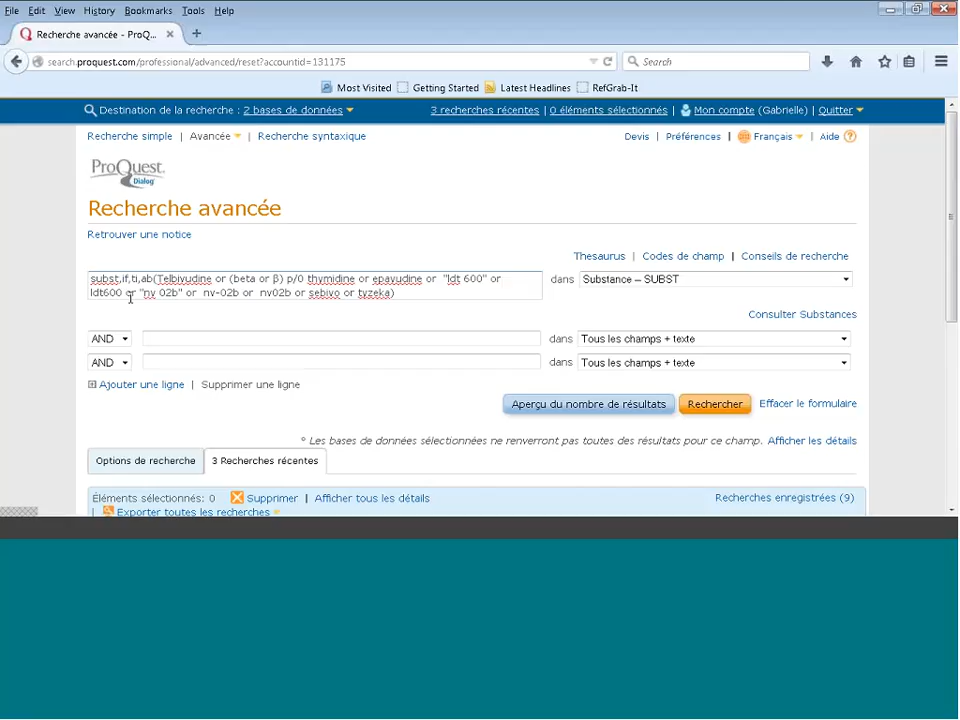 File Edit View History Bookmarks Tools Help
Recherche avancée - ProQ... × +
search.proquest.com/professional/advanced/reset?accountid=131175 Search
Most Visited Getting Started Latest Headlines RefGrab-It
Destination de la recherche : 2 bases de données 3 recherches récentes | 0 éléments sélectionnés | Mon compte (Gabrielle) | Quitter
Recherche simple | Avancée | Recherche syntaxique Devis | Préférences | Français | Aide ?
ProQuest
Dialog
Recherche avancée
Retrouver une notice
Thesaurus | Codes de champ | Conseils de recherche
subst,if,ti,ab(Telbivudine or (beta or β) p/0 thymidine or epavudine or "ldt 600" or dans Substance – SUBST
ldt600 or "nv 02b" or nv-02b or nv02b or sebivo or tyzeka)
Consulter Substances
AND dans Tous les champs + texte
AND dans Tous les champs + texte
Ajouter une ligne | Supprimer une ligne
Aperçu du nombre de résultats Rechercher Effacer le formulaire
° Les bases de données sélectionnées ne renverront pas toutes des résultats pour ce champ. Afficher les détails
Options de recherche 3 Recherches récentes
Éléments sélectionnés: 0 Supprimer | Afficher tous les détails Recherches enregistrées (9)
| Exporter toutes les recherches